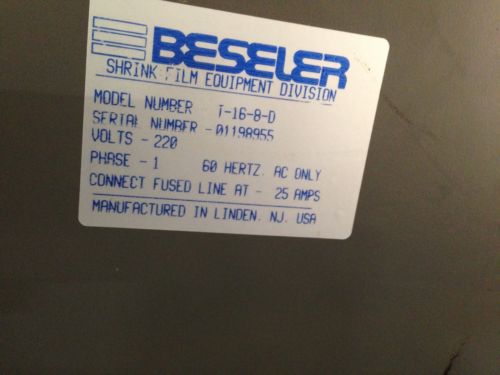 BESELER
SHRINK FILM EQUIPMENT DIVISION
MODEL NUMBER T-16-8-D
SERIAL NUMBER -01198955
VOLTS - 220
PHASE - 1 60 HERTZ. AC ONLY
CONNECT FUSED LINE AT - 25 AMPS
MANUFACTURED IN LINDEN, NJ. USA